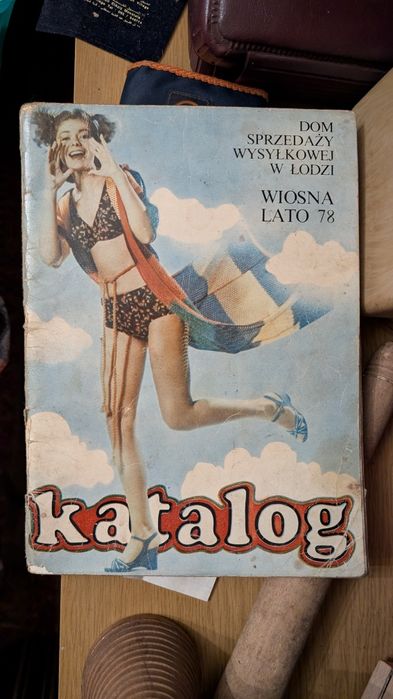 DOM
SPRZEDAŻY
WYSYŁKOWEJ
W ŁODZI
WIOSNA
LATO 78
katalog